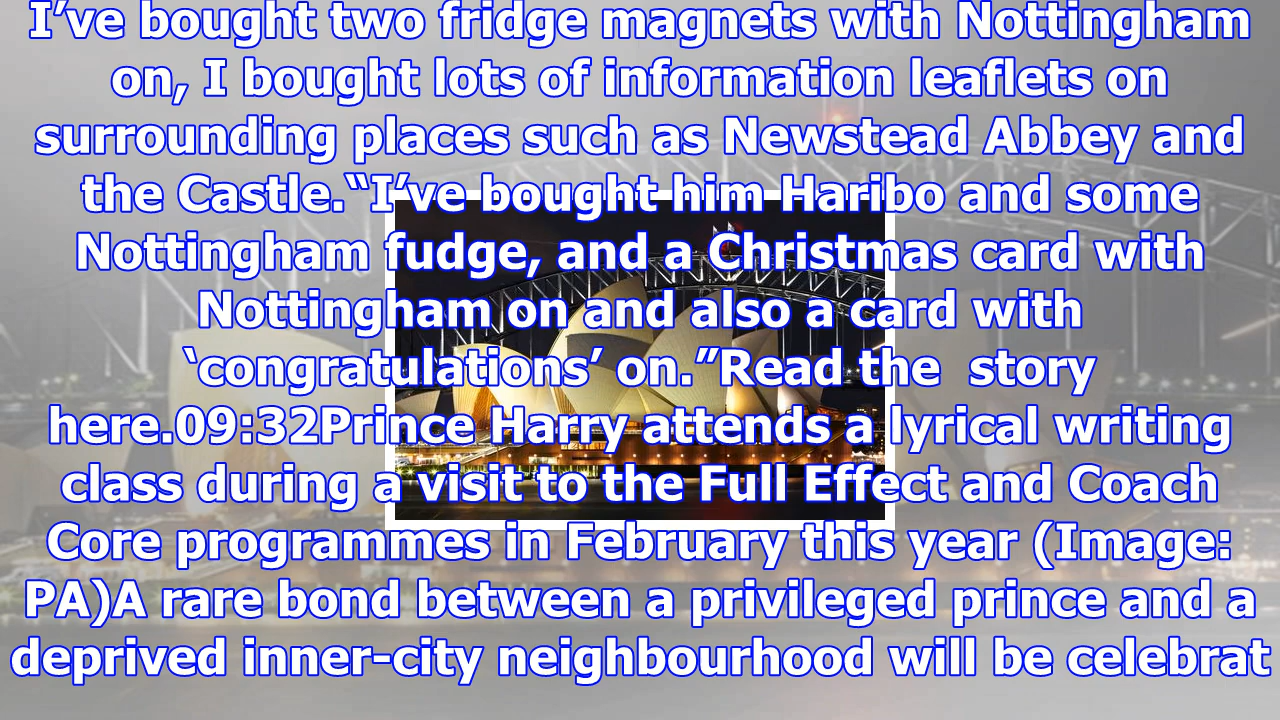 I’ve bought two fridge magnets with Nottingham
on, I bought lots of information leaflets on
surrounding places such as Newstead Abbey and
the Castle.“I’ve bought him Haribo and some
Nottingham fudge, and a Christmas card with
Nottingham on and also a card with
‘congratulations’ on.”Read the  story
here.09:32Prince Harry attends a lyrical writing
class during a visit to the Full Effect and Coach
Core programmes in February this year (Image:
PA)A rare bond between a privileged prince and a
deprived inner-city neighbourhood will be celebrat